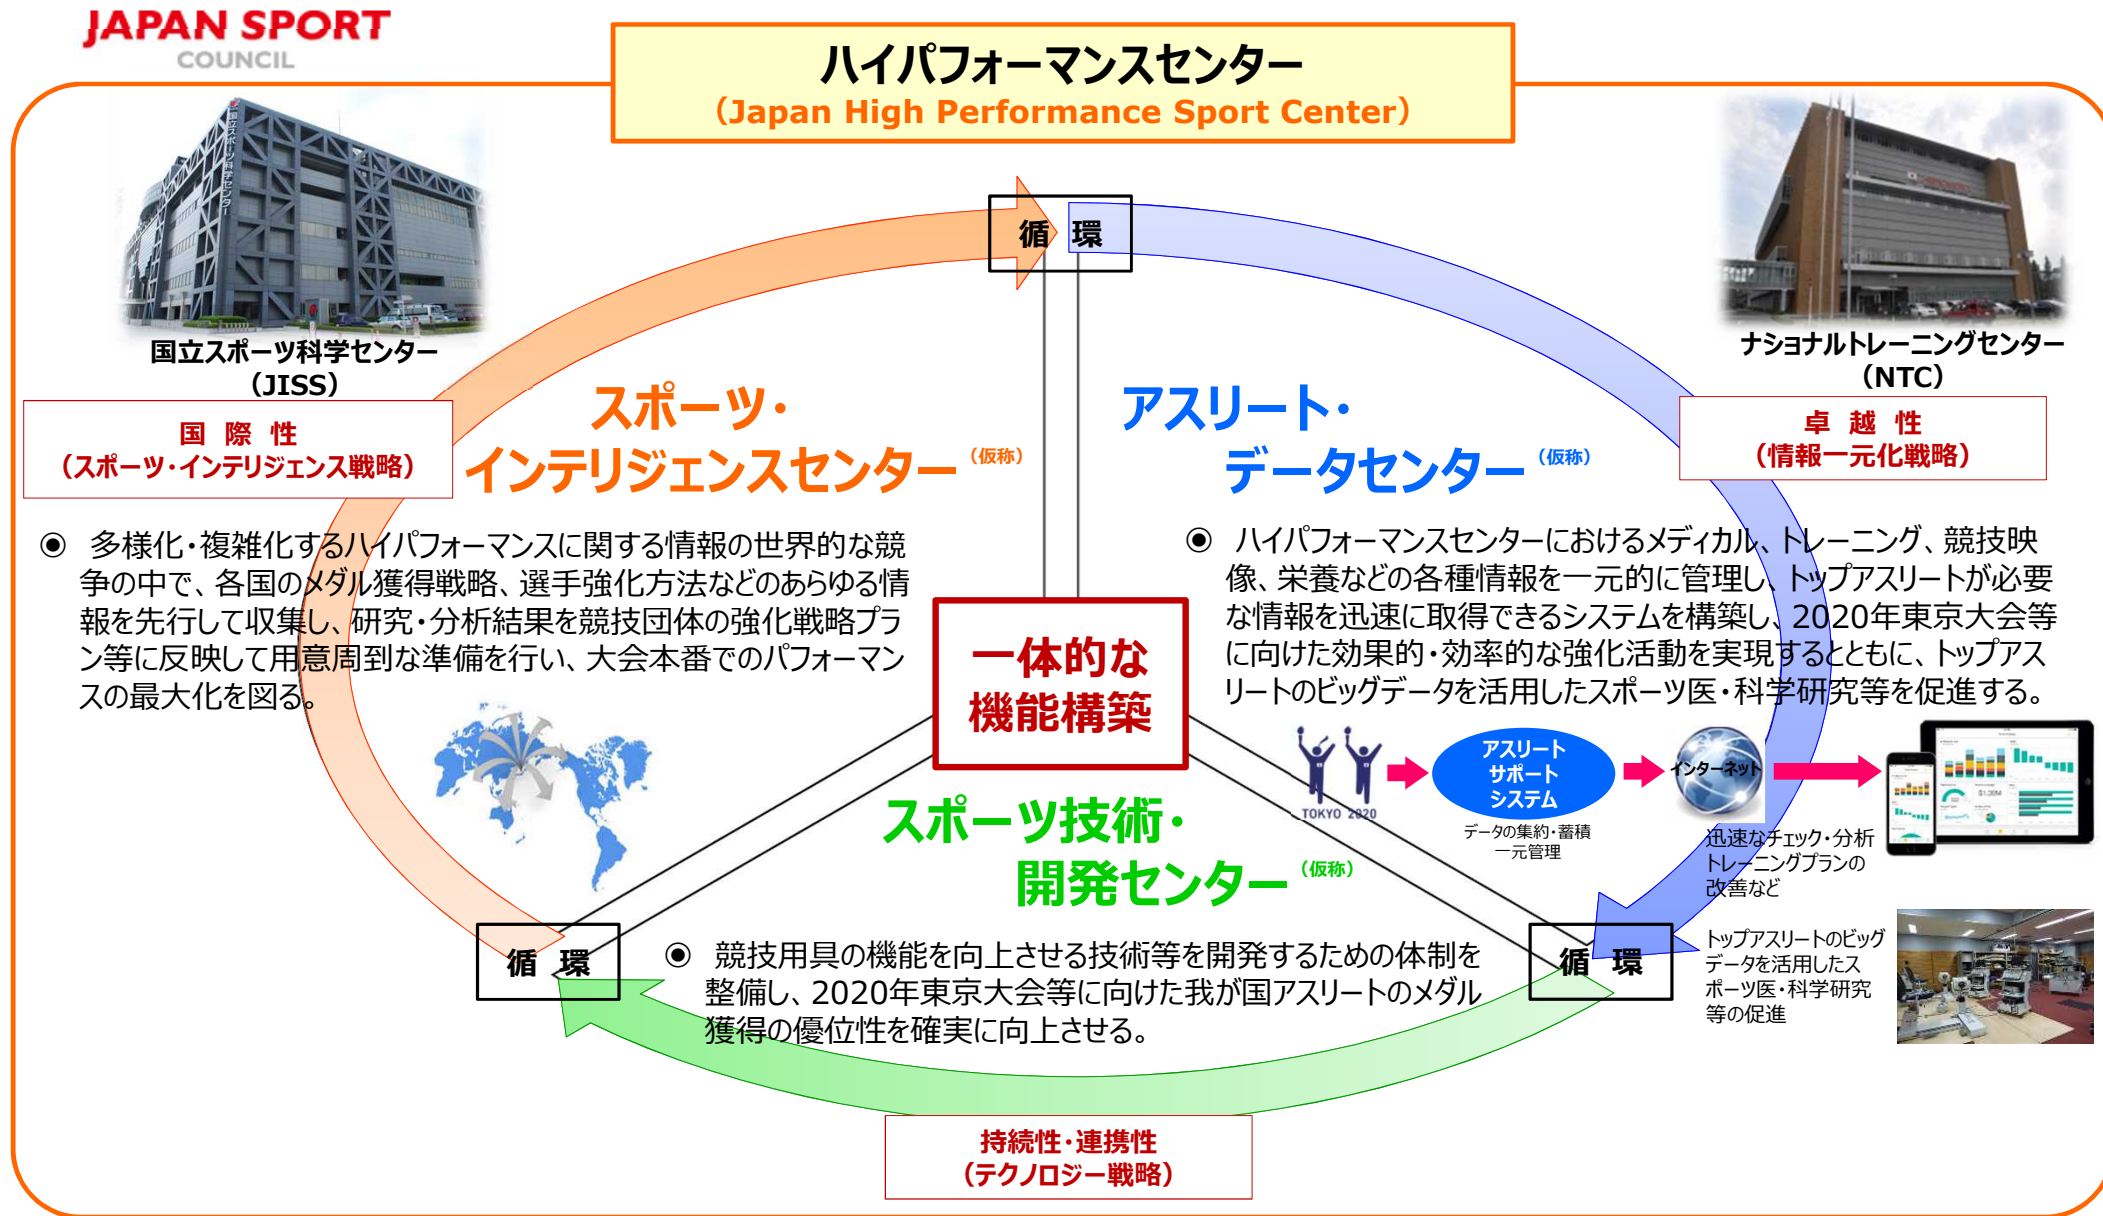 JAPAN SPORT
COUNCIL
ハイパフォーマンスセンター
（Japan High Performance Sport Center）
国立スポーツ科学センター
国立スポーツ科学センター
（JISS）
ナショナルトレーニングセンター
（NTC）
循 環
国 際 性
（スポーツ・インテリジェンス戦略）
卓 越 性
（情報一元化戦略）
スポーツ・
インテリジェンスセンター（仮称）
アスリート・
データセンター（仮称）
◉ 多様化・複雑化するハイパフォーマンスに関する情報の世界的な競
争の中で、各国のメダル獲得戦略、選手強化方法などのあらゆる情
報を先行して収集し、研究・分析結果を競技団体の強化戦略プラ
ン等に反映して用意周到な準備を行い、大会本番でのパフォーマン
スの最大化を図る。
◉ ハイパフォーマンスセンターにおけるメディカル、トレーニング、競技映
像、栄養などの各種情報を一元的に管理し、トップアスリートが必要
な情報を迅速に取得できるシステムを構築し、2020年東京大会等
に向けた効果的・効率的な強化活動を実現するとともに、トップアス
リートのビッグデータを活用したスポーツ医・科学研究等を促進する。
一体的な
機能構築
TOKYO 2020
アスリート
サポート
システム
データの集約・蓄積
一元管理
インターネット
$1.39M
迅速なチェック・分析
トレーニングプランの
改善など
スポーツ技術・
開発センター（仮称）
循 環
◉ 競技用具の機能を向上させる技術等を開発するための体制を
整備し、2020年東京大会等に向けた我が国アスリートのメダル
獲得の優位性を確実に向上させる。
循 環
トップアスリートのビッグ
データを活用したス
ポーツ医・科学研究
等の促進
持続性・連携性
（テクノロジー戦略）